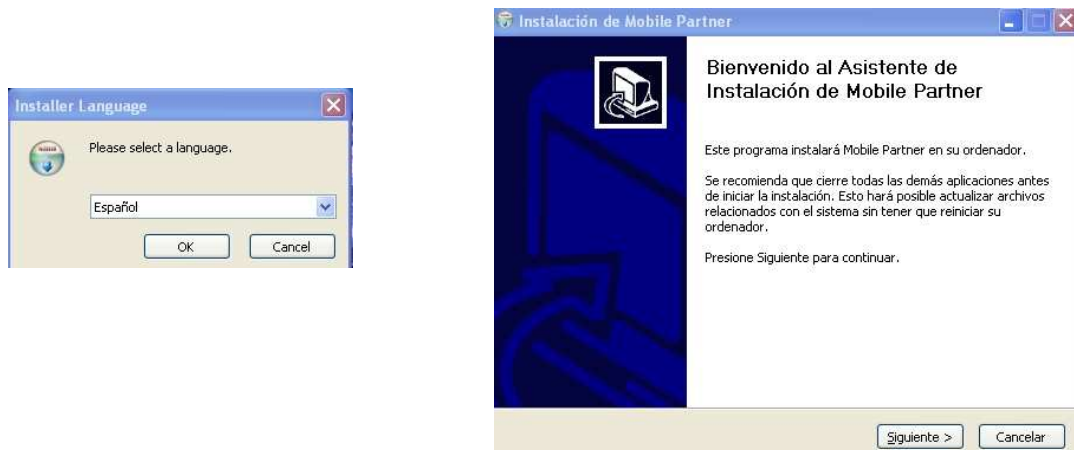 Installer Language
Please select a language.
Español
OK Cancel
Instalación de Mobile Partner
Bienvenido al Asistente de
Instalación de Mobile Partner
Este programa instalará Mobile Partner en su ordenador.
Se recomienda que cierre todas las demás aplicaciones antes
de iniciar la instalación. Esto hará posible actualizar archivos
relacionados con el sistema sin tener que reiniciar su
ordenador.
Presione Siguiente para continuar.
Siguiente > Cancelar